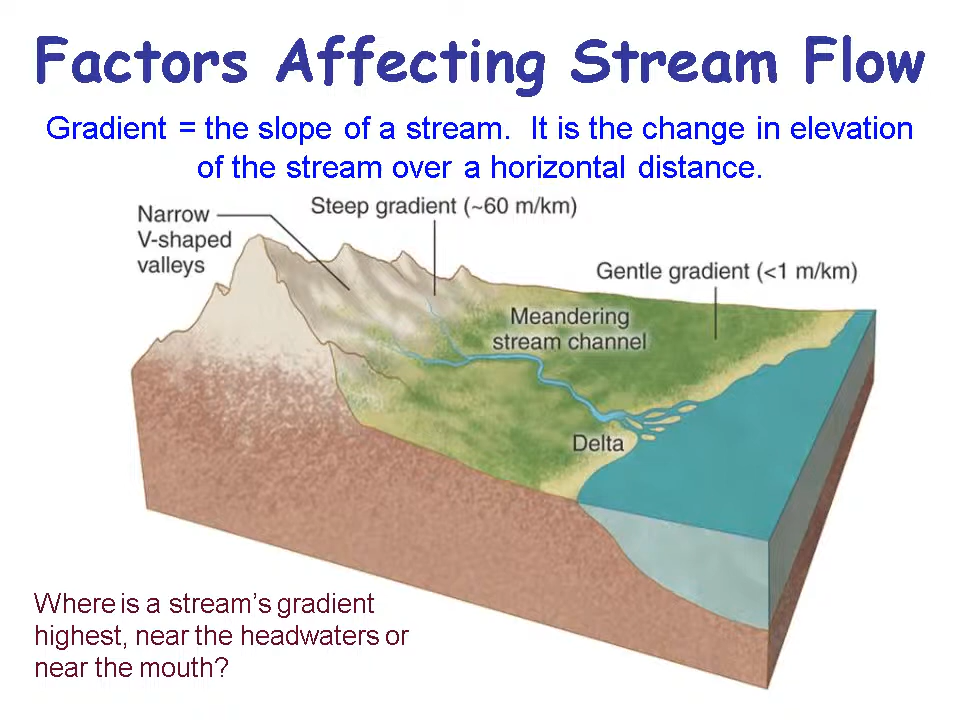 Factors Affecting Stream Flow
Gradient = the slope of a stream.  It is the change in elevation
of the stream over a horizontal distance.
Narrow
V-shaped
valleys
Steep gradient (~60 m/km)
Gentle gradient (<1 m/km)
Meandering
stream channel
Delta
Where is a stream’s gradient
highest, near the headwaters or
near the mouth?